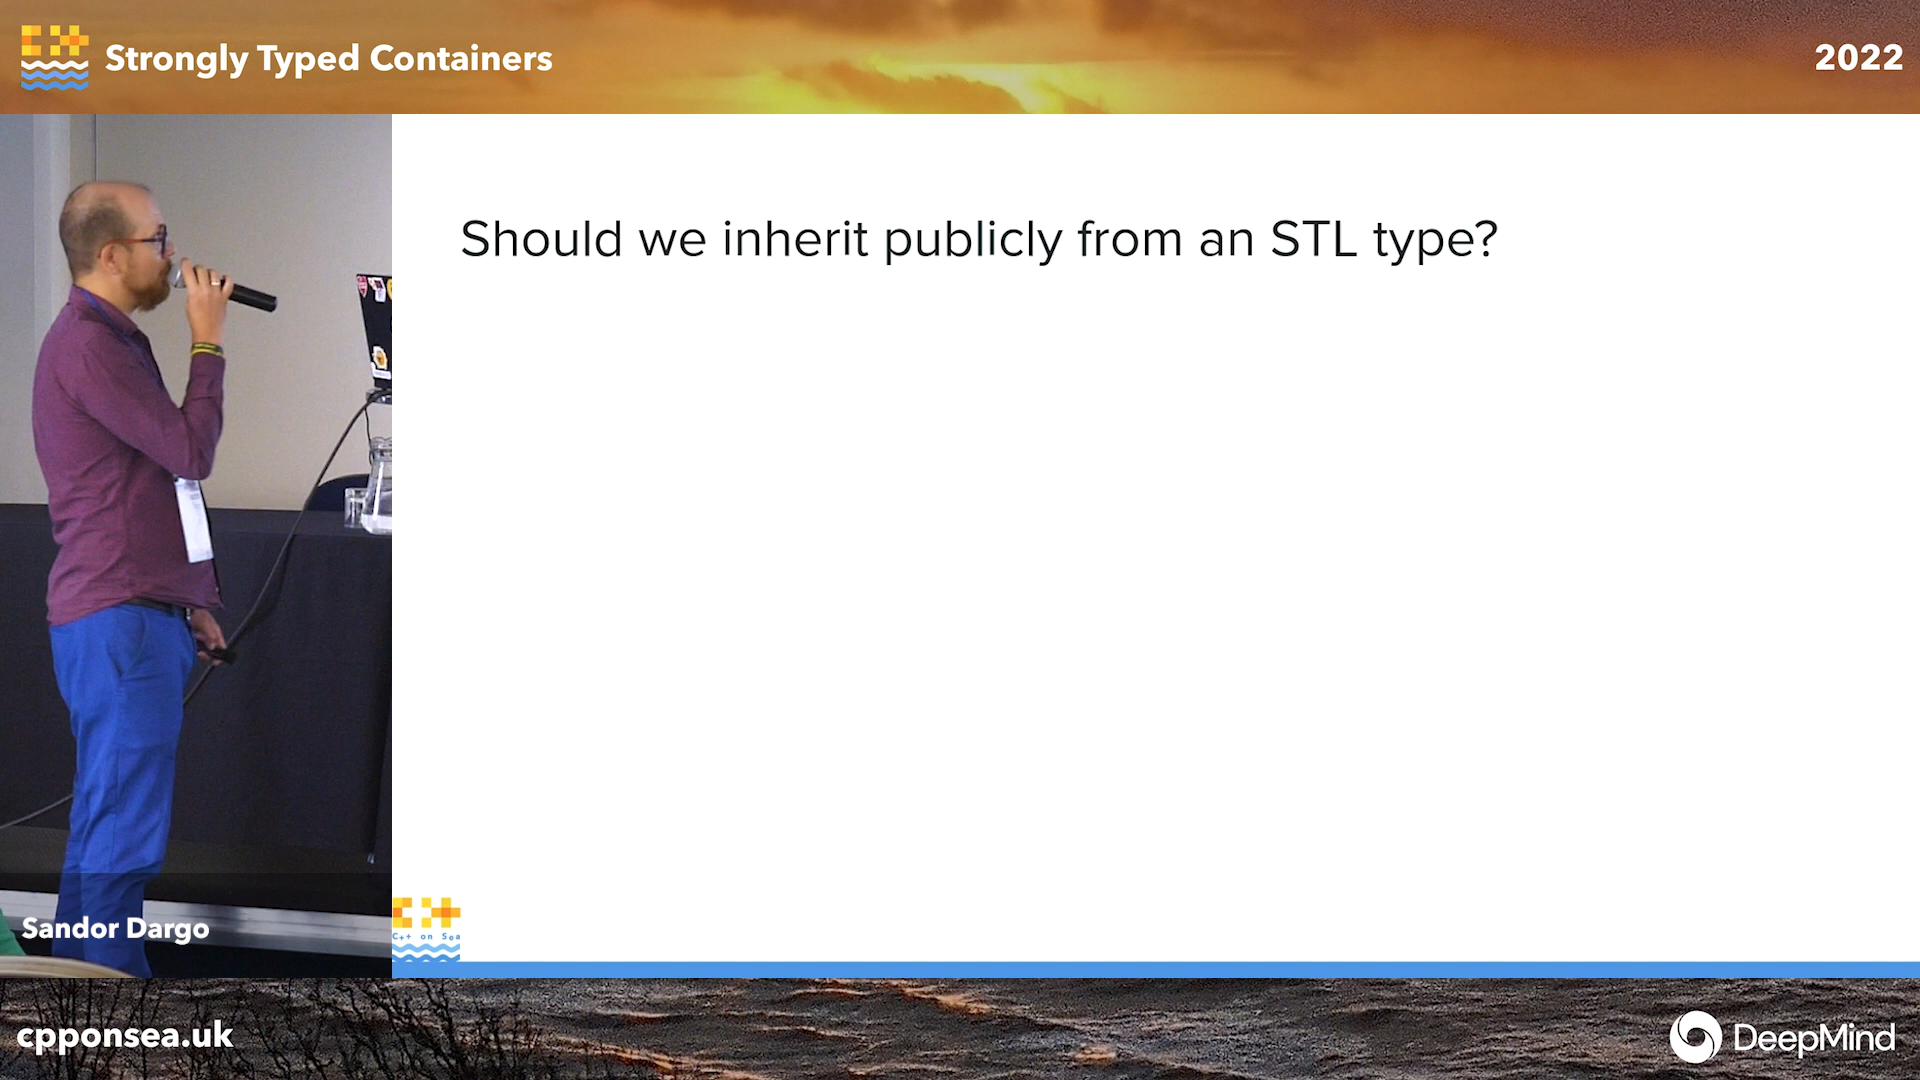 Strongly Typed Containers
2022
Should we inherit publicly from an STL type?
C++ on Sea
Sandor Dargo
cpponsea.uk
DeepMind